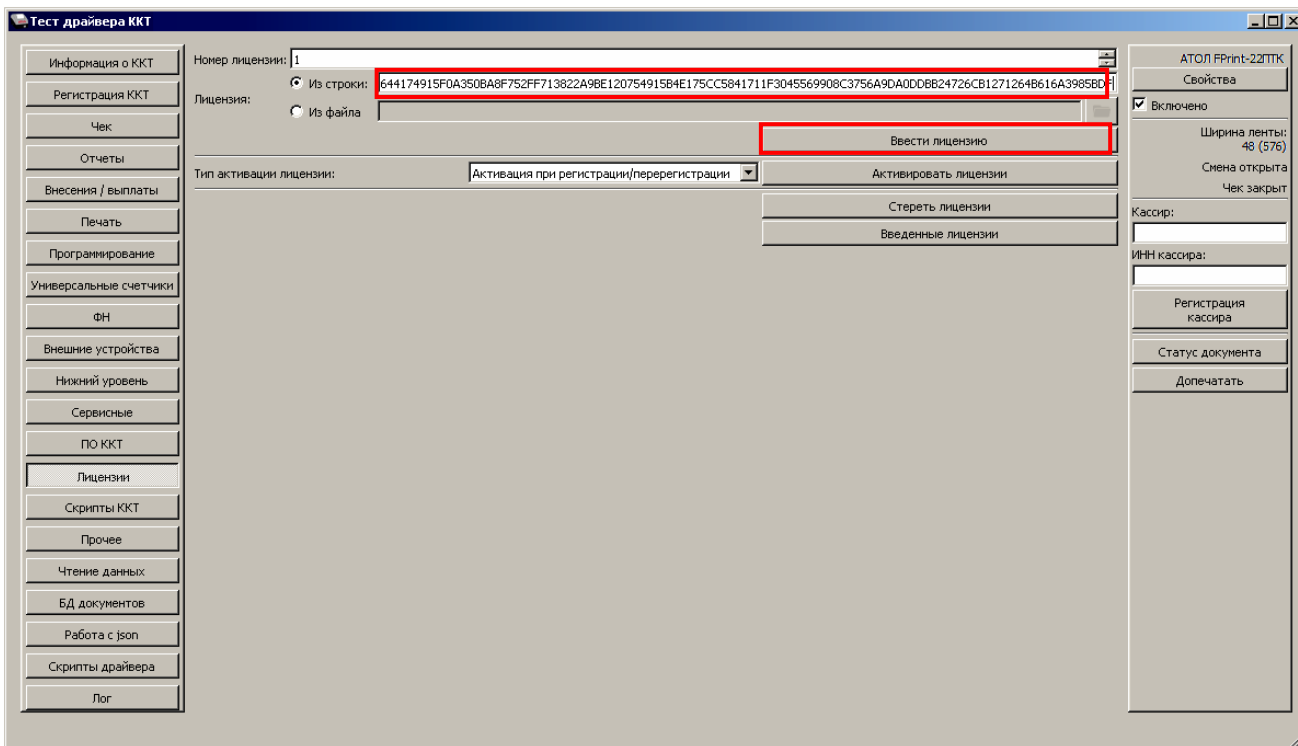 Тест драйвера ККТ
Информация о ККТ
Регистрация ККТ
Чек
Отчеты
Внесения / выплаты
Печать
Программирование
Универсальные счетчики
ФН
Внешние устройства
Нижний уровень
Сервисные
ПО ККТ
Лицензии
Скрипты ККТ
Прочее
Чтение данных
БД документов
Работа с json
Скрипты драйвера
Лог
Номер лицензии: 1
Лицензия:
Из строки: 644174915F0A350BA8F752FF713822A9BE120754915B4E175CC5841711F3045569908C3756A9DA0DDBB24726CB1271264B616A3985BDF
Из файла
Ввести лицензию
Тип активации лицензии: Активация при регистрации/перерегистрации Активировать лицензии
Стереть лицензии
Введенные лицензии
АТОЛ FPrint-22ПТК
Свойства
Включено
Ширина ленты:
48 (576)
Смена открыта
Чек закрыт
Кассир:
ИНН кассира:
Регистрация
кассира
Статус документа
Допечатать